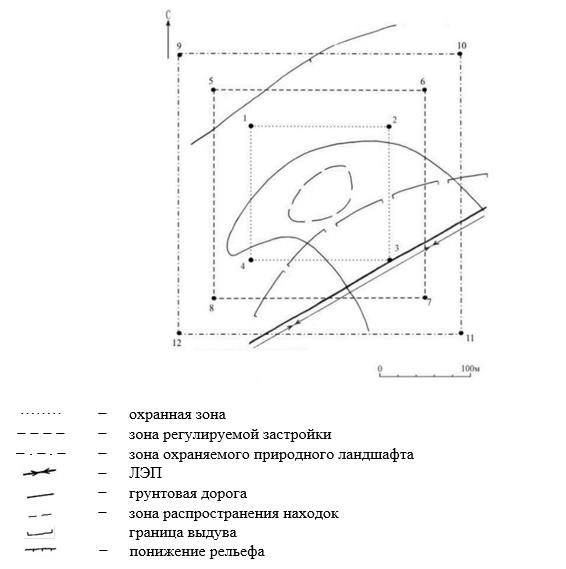 С
9
10
5
6
1
2
4
3
8
7
12
11
0 100м
– охранная зона
– зона регулируемой застройки
– зона охраняемого природного ландшафта
– ЛЭП
– грунтовая дорога
– зона распространения находок
граница выдува
– понижение рельефа